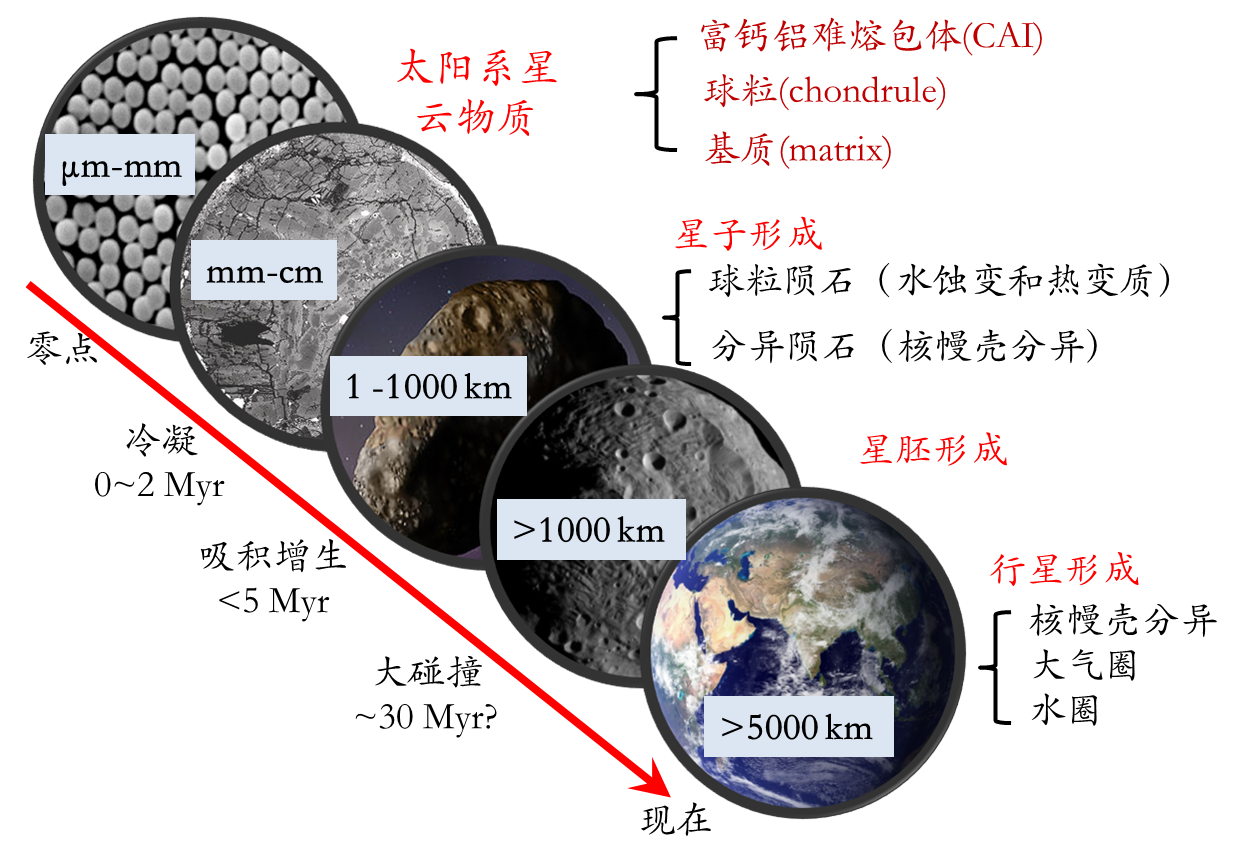 太阳系星
云物质
富钙铝难熔包体(CAI)
球粒(chondrule)
基质(matrix)
μm-mm
mm-cm
星子形成
球粒陨石（水蚀变和热变质）
分异陨石（核幔壳分异）
1 -1000 km
零点
冷凝
0~2 Myr
星胚形成
>1000 km
吸积增生
<5 Myr
行星形成
核幔壳分异
大气圈
水圈
大碰撞
~30 Myr?
>5000 km
现在